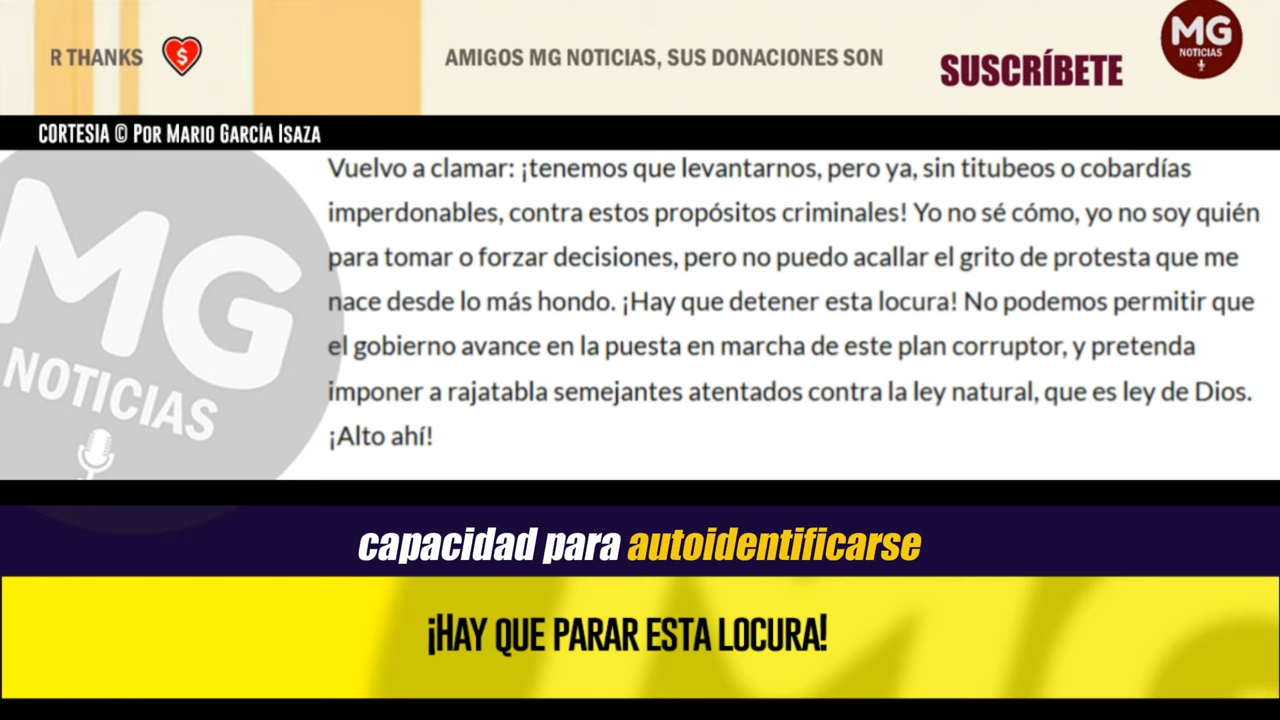 R THANKS
AMIGOS MG NOTICIAS, SUS DONACIONES SON
SUSCRÍBETE
MG
NOTICIAS
CORTESIA © POR MARIO GARCÍA ISAZA
Vuelvo a clamar: ¡tenemos que levantarnos, pero ya, sin titubeos o cobardías
imperdonables, contra estos propósitos criminales! Yo no sé cómo, yo no soy quién
para tomar o forzar decisiones, pero no puedo acallar el grito de protesta que me
nace desde lo más hondo. ¡Hay que detener esta locura! No podemos permitir que
el gobierno avance en la puesta en marcha de este plan corruptor, y pretenda
imponer a rajatabla semejantes atentados contra la ley natural, que es ley de Dios.
¡Alto ahí!
MG
NOTICIAS
capacidad para autoidentificarse
¡HAY QUE PARAR ESTA LOCURA!